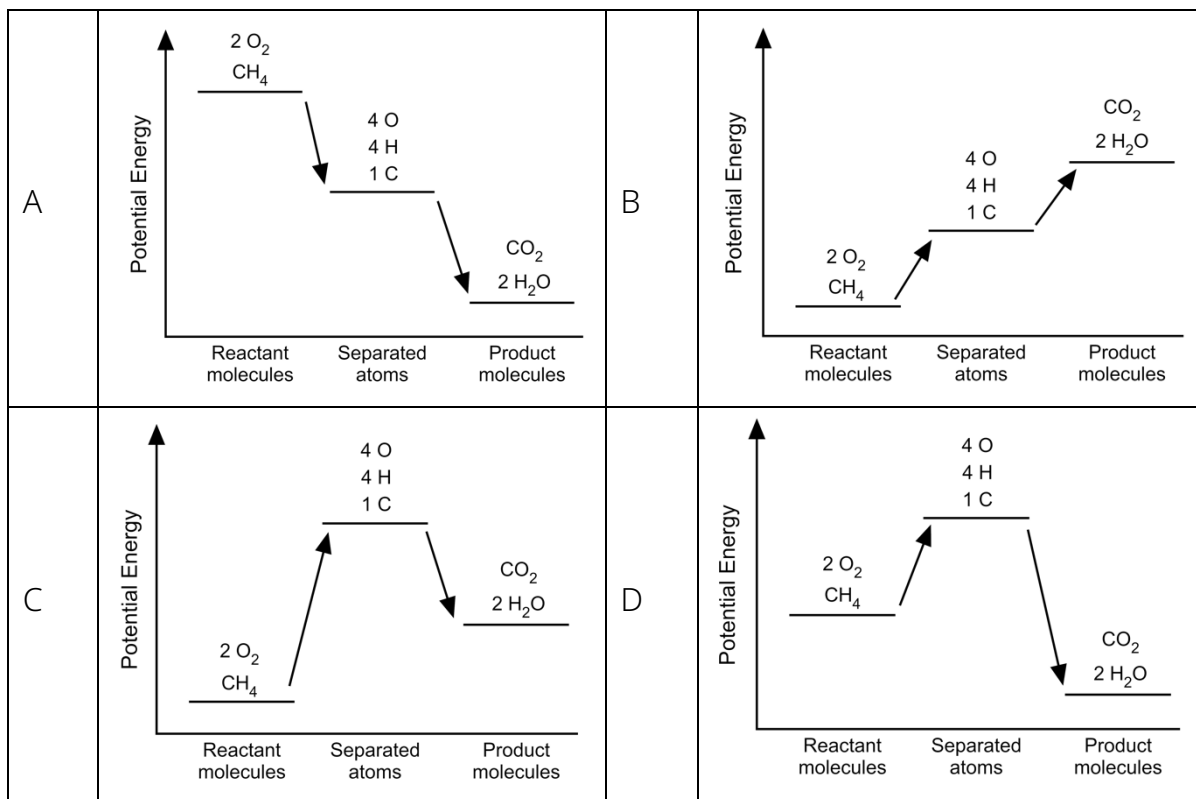 A
Potential Energy
2 O₂
CH₄
4 O
4 H
1 C
CO₂
2 H₂O
Reactant
molecules
Separated
atoms
Product
molecules
B
Potential Energy
CO₂
2 H₂O
4 O
4 H
1 C
2 O₂
CH₄
Reactant
molecules
Separated
atoms
Product
molecules
C
Potential Energy
4 O
4 H
1 C
CO₂
2 H₂O
2 O₂
CH₄
Reactant
molecules
Separated
atoms
Product
molecules
D
Potential Energy
4 O
4 H
1 C
2 O₂
CH₄
CO₂
2 H₂O
Reactant
molecules
Separated
atoms
Product
molecules